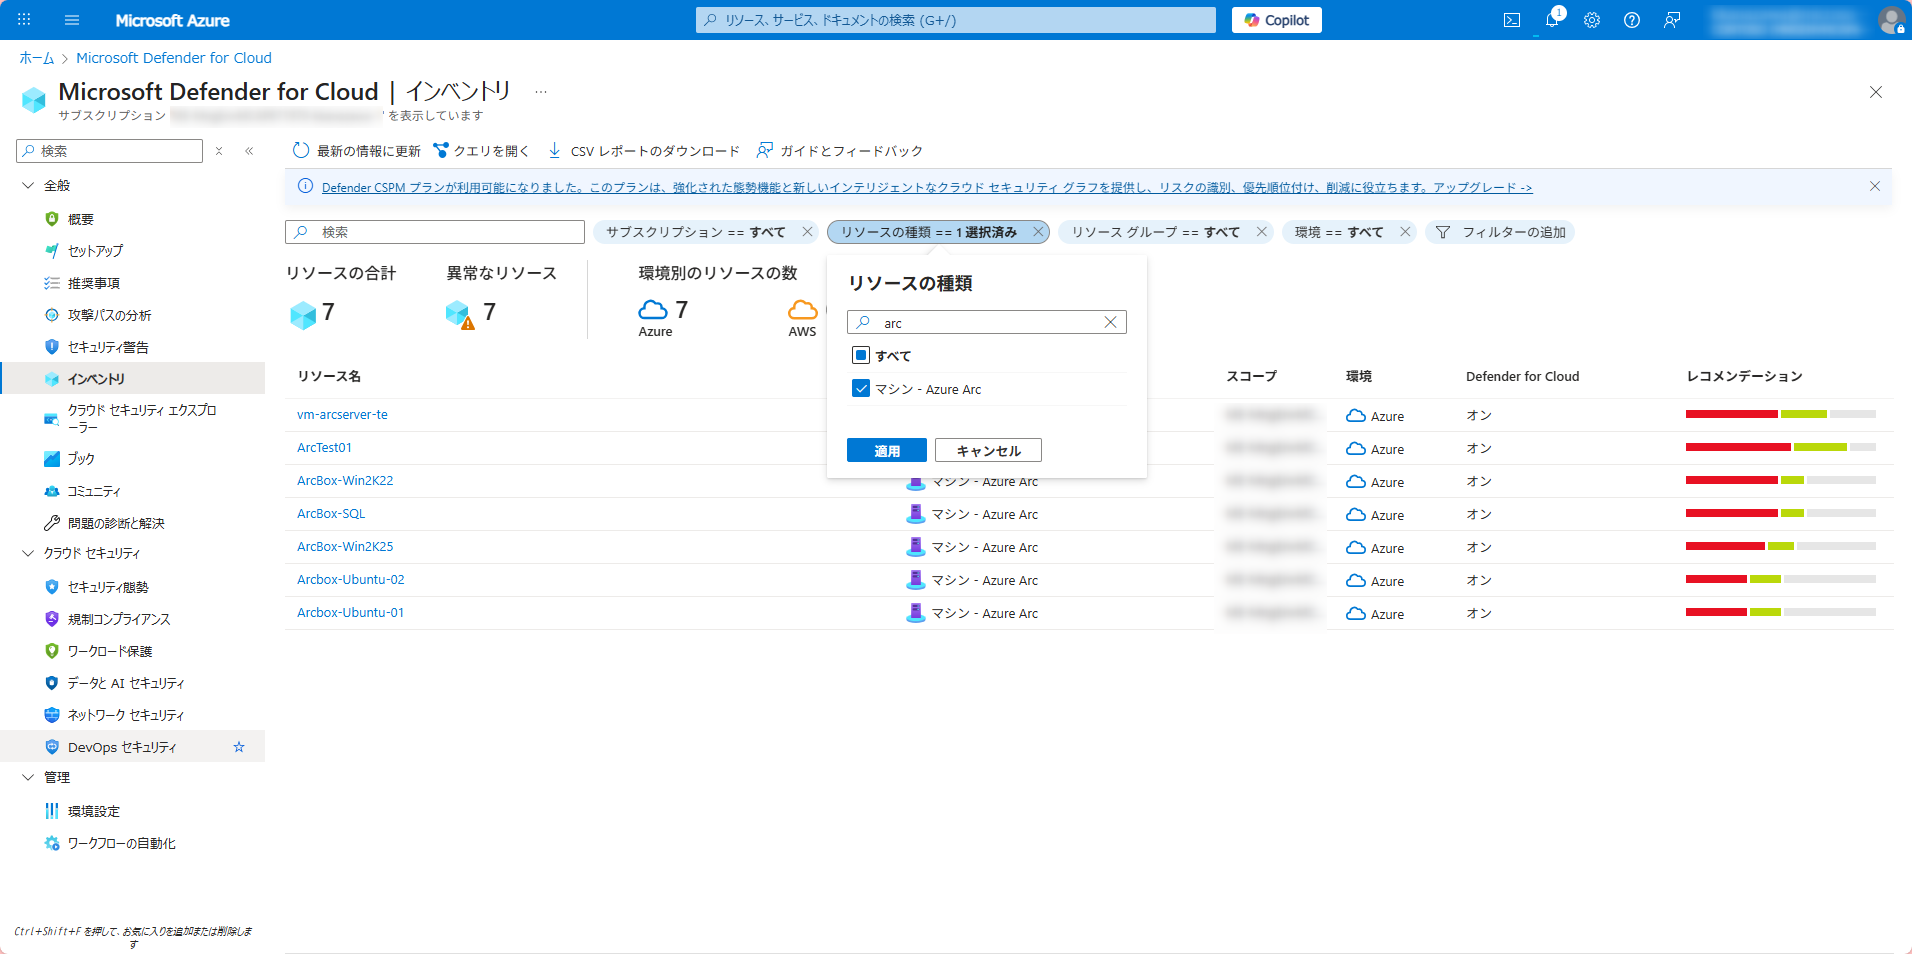 Microsoft Azure
リソース、サービス、ドキュメントの検索 (G+/)
Copilot
1
ホーム > Microsoft Defender for Cloud
Microsoft Defender for Cloud | インベントリ ...
サブスクリプション ' を表示しています
検索
全般
概要
セットアップ
推奨事項
攻撃パスの分析
セキュリティ警告
インベントリ
クラウド セキュリティ エクスプロ
ーラー
ブック
コミュニティ
問題の診断と解決
クラウド セキュリティ
セキュリティ態勢
規制コンプライアンス
ワークロード保護
データと AI セキュリティ
ネットワーク セキュリティ
DevOps セキュリティ
管理
環境設定
ワークフローの自動化
Ctrl+Shift+F を押して、お気に入りを追加または削除しま
す
最新の情報に更新 クエリを開く CSV レポートのダウンロード ガイドとフィードバック
Defender CSPM プランが利用可能になりました。このプランは、強化された態勢機能と新しいインテリジェントなクラウド セキュリティ グラフを提供し、リスクの識別、優先順位付け、削減に役立ちます。アップグレード ->
検索
サブスクリプション == すべて
リソースの種類 == 1 選択済み
リソース グループ == すべて
環境 == すべて
フィルターの追加
リソースの合計
7
異常なリソース
7
環境別のリソースの数
7
Azure
AWS
リソースの種類
arc
すべて
マシン - Azure Arc
適用
キャンセル
リソース名 スコープ 環境 Defender for Cloud レコメンデーション
vm-arcserver-te Azure オン
ArcTest01 Azure オン
ArcBox-Win2K22 マシン - Azure Arc Azure オン
ArcBox-SQL マシン - Azure Arc Azure オン
ArcBox-Win2K25 マシン - Azure Arc Azure オン
Arcbox-Ubuntu-02 マシン - Azure Arc Azure オン
Arcbox-Ubuntu-01 マシン - Azure Arc Azure オン